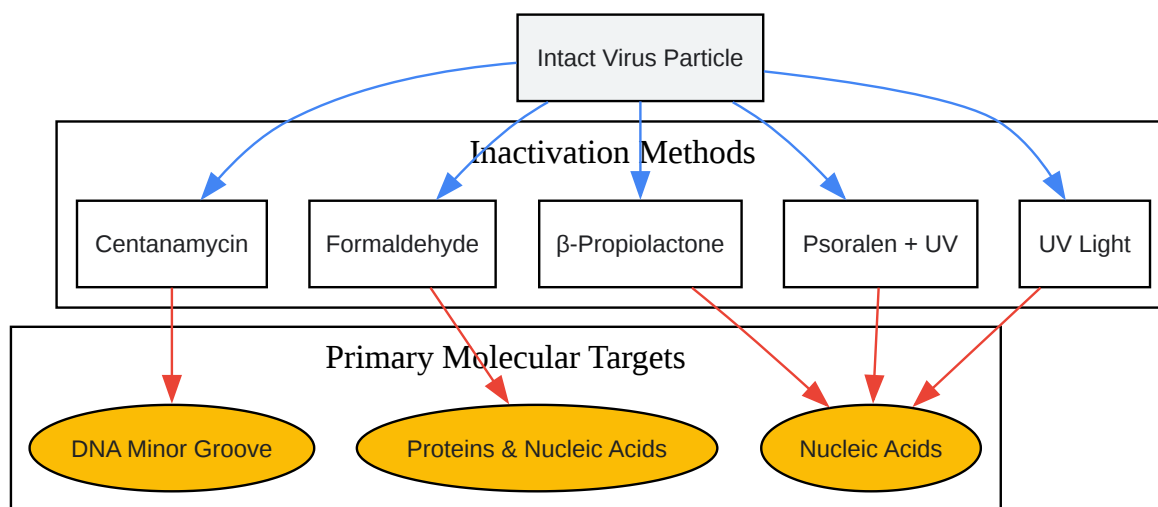 Intact Virus Particle
Inactivation Methods
Centanamycin
Formaldehyde
β-Propiolactone
Psoralen + UV
UV Light
Primary Molecular Targets
DNA Minor Groove
Proteins & Nucleic Acids
Nucleic Acids